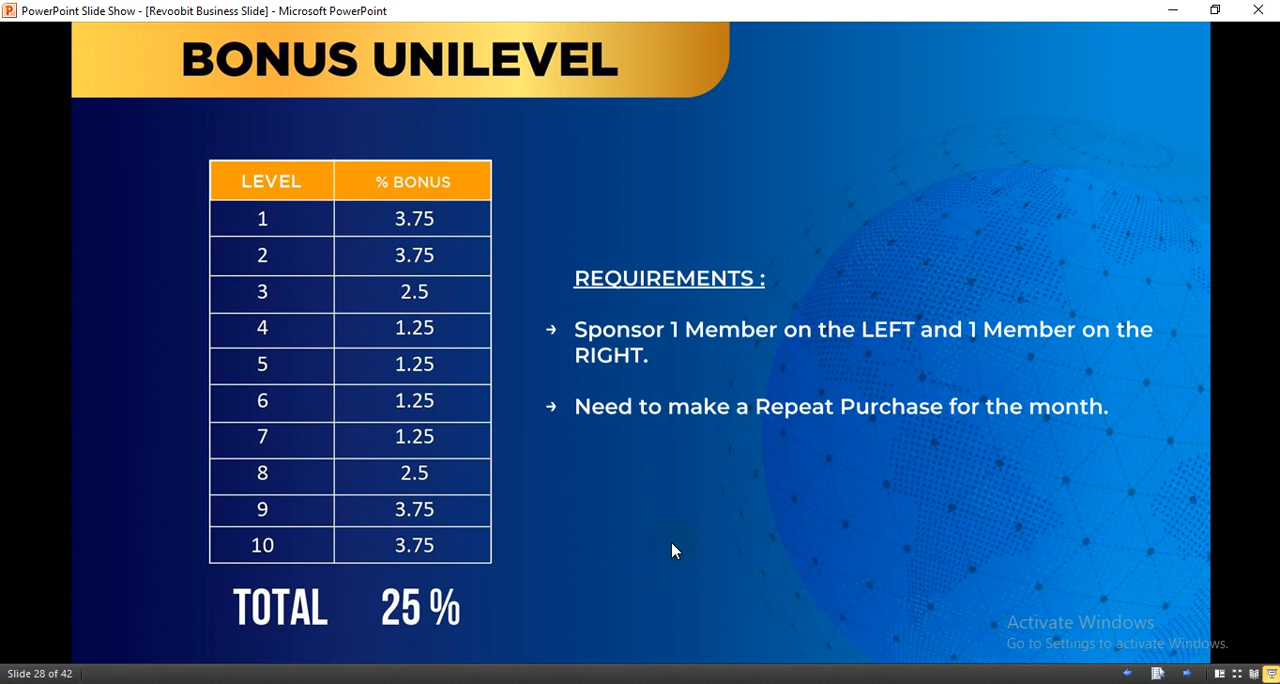 PowerPoint Slide Show - [Revoobit Business Slide] - Microsoft PowerPoint
BONUS UNILEVEL
LEVEL % BONUS
1 3.75
2 3.75
3 2.5
4 1.25
5 1.25
6 1.25
7 1.25
8 2.5
9 3.75
10 3.75
TOTAL 25 %
REQUIREMENTS :
→ Sponsor 1 Member on the LEFT and 1 Member on the
RIGHT.
→ Need to make a Repeat Purchase for the month.
Activate Windows
Go to Settings to activate Windows.
Slide 28 of 42